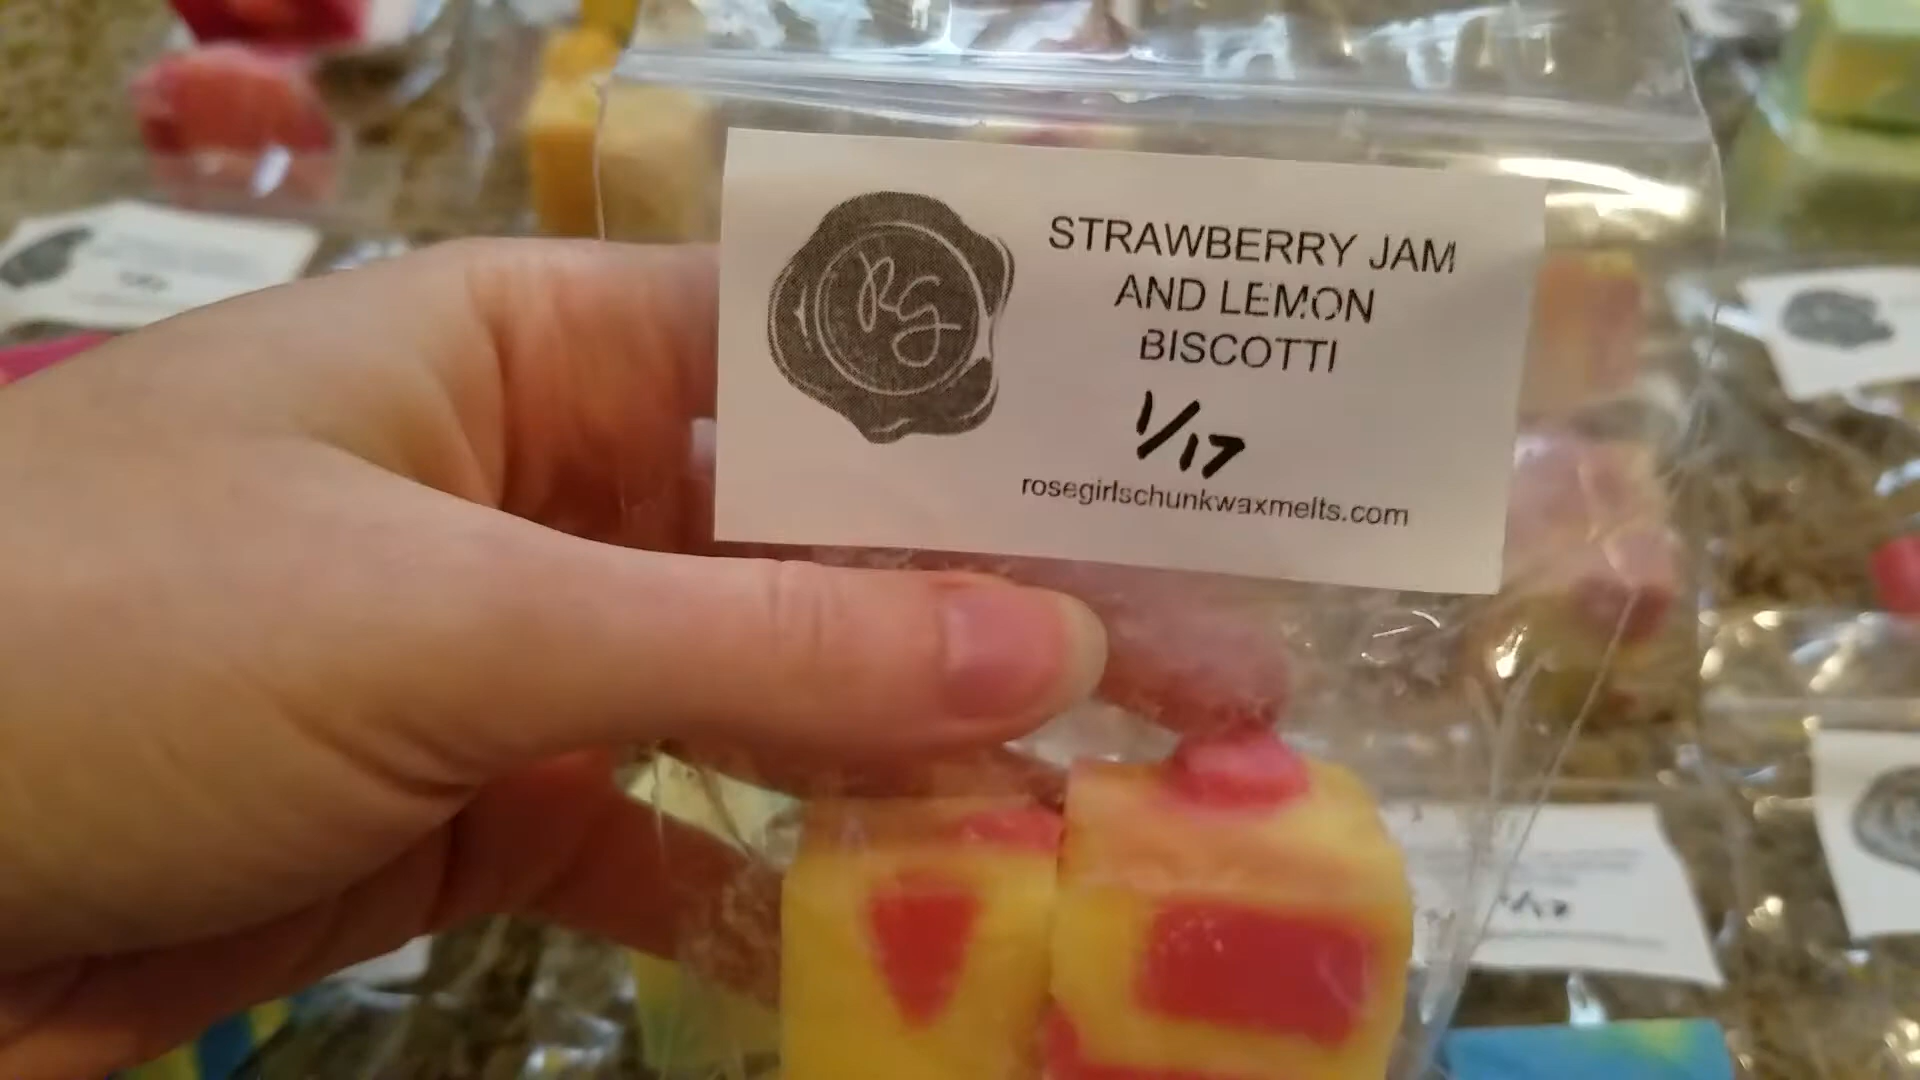 RG
STRAWBERRY JAM
AND LEMON
BISCOTTI
1/17
rosegirlschunkwaxmelts.com